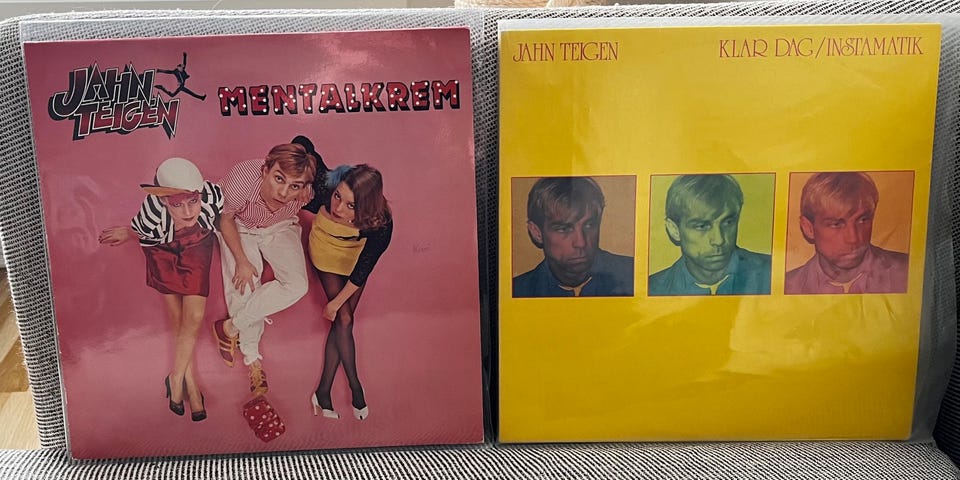 JAHN
TEIGEN
MENTALKREM
JAHN TEIGEN
KLAR DAG/INSTAMATIK